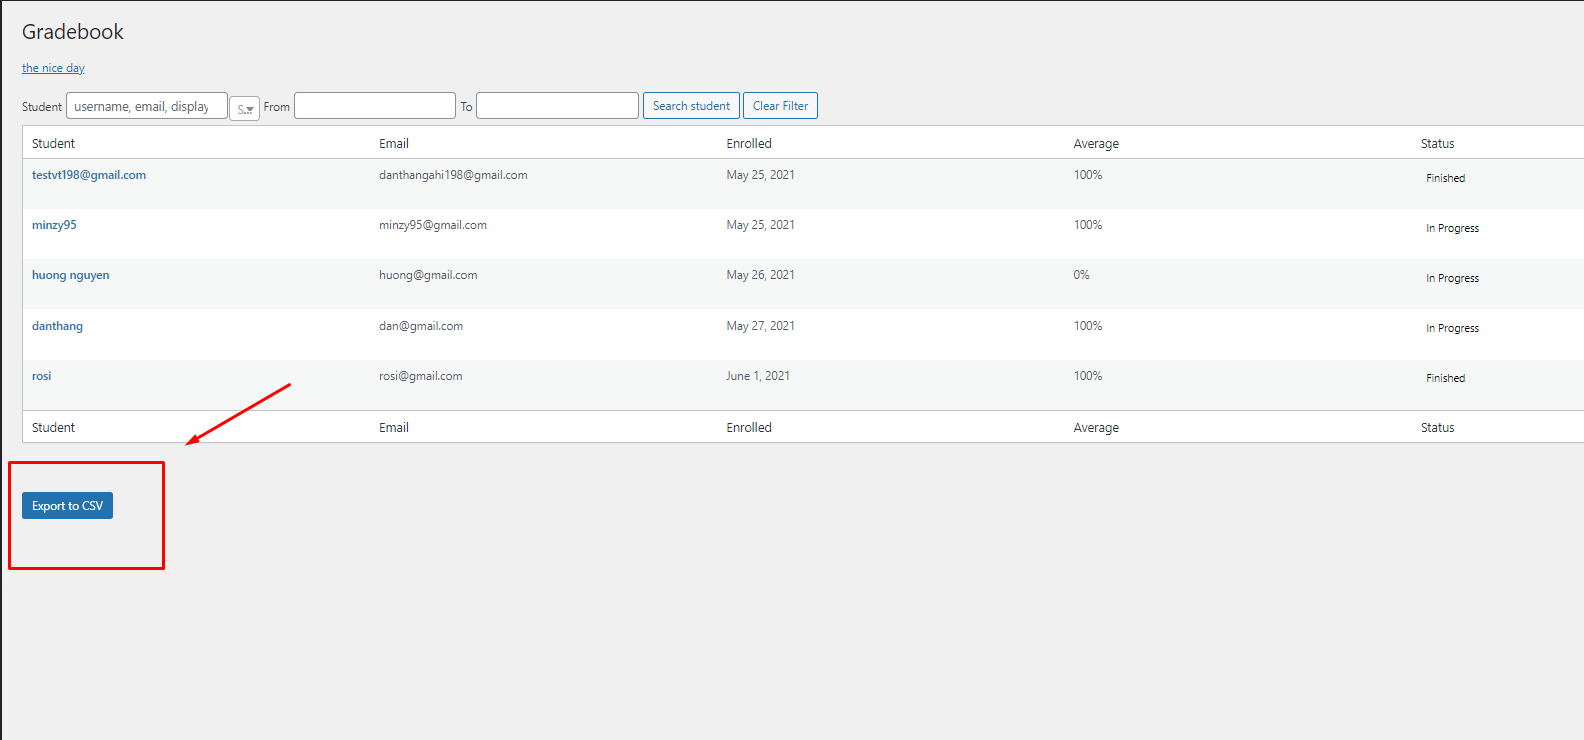 Gradebook
the nice day
Student username, email, display S... From To Search student Clear Filter
Student Email Enrolled Average Status
testvt198@gmail.com danthangahi198@gmail.com May 25, 2021 100% Finished
minzy95 minzy95@gmail.com May 25, 2021 100% In Progress
huong nguyen huong@gmail.com May 26, 2021 0% In Progress
danthang dan@gmail.com May 27, 2021 100% In Progress
rosi rosi@gmail.com June 1, 2021 100% Finished
Student Email Enrolled Average Status
Export to CSV